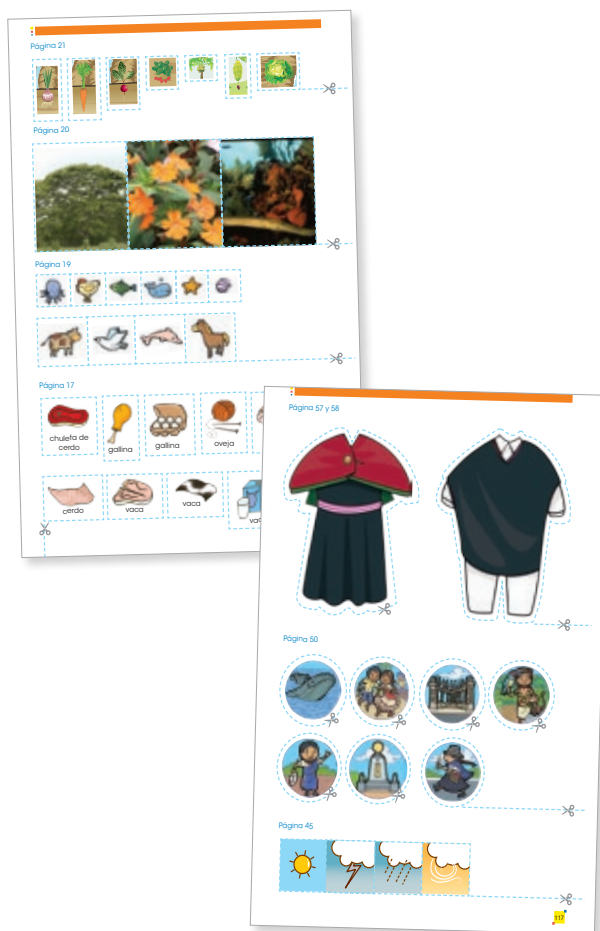 Página 21
Página 20
Página 19
Página 17
chuleta de
cerdo
gallina
gallina
oveja
cerdo
vaca
vaca
Página 57 y 58
Página 50
Página 45
117